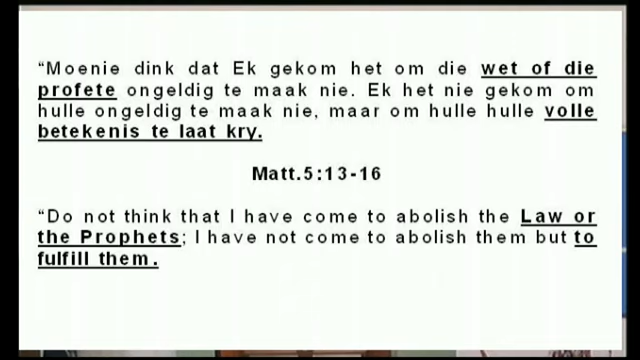 “Moenie dink dat Ek gekom het om die wet of die
profete ongeldig te maak nie. Ek het nie gekom om
hulle ongeldig te maak nie, maar om hulle hulle volle
betekenis te laat kry.
Matt.5:13-16
“Do not think that I have come to abolish the Law or
the Prophets; I have not come to abolish them but to
fulfill them.